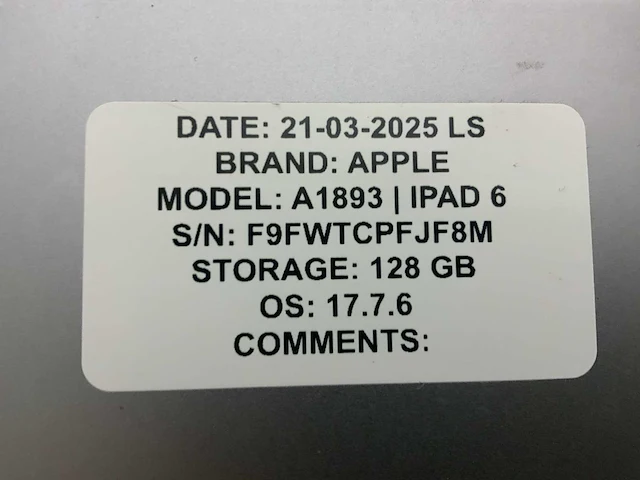 DATE: 21-03-2025 LS
BRAND: APPLE
MODEL: A1893 | IPAD 6
S/N: F9FWTCPFJF8M
STORAGE: 128 GB
OS: 17.7.6
COMMENTS: